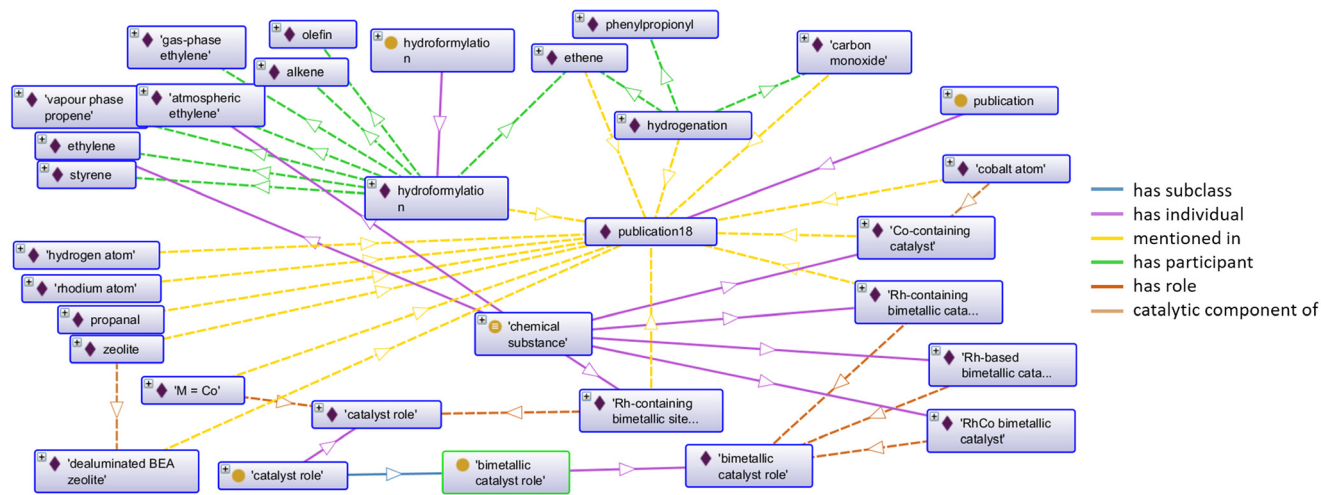 'gas-phase
ethylene'
olefin
hydroformylatio
n
phenylpropionyl
ethene
'carbon
monoxide'
alkene
'vapour phase
propene'
'atmospheric
ethylene'
hydrogenation
publication
ethylene
styrene
hydroformylatio
n
'cobalt atom'
publication18
'Co-containing
catalyst'
'hydrogen atom'
'rhodium atom'
propanal
zeolite
'chemical
substance'
'Rh-containing
bimetallic cata...
'Rh-based
bimetallic cata...
'M = Co'
'catalyst role'
'Rh-containing
bimetallic site...
'RhCo bimetallic
catalyst'
'dealuminated BEA
zeolite'
'catalyst role'
'bimetallic
catalyst role'
'bimetallic
catalyst role'
has subclass
has individual
mentioned in
has participant
has role
catalytic component of